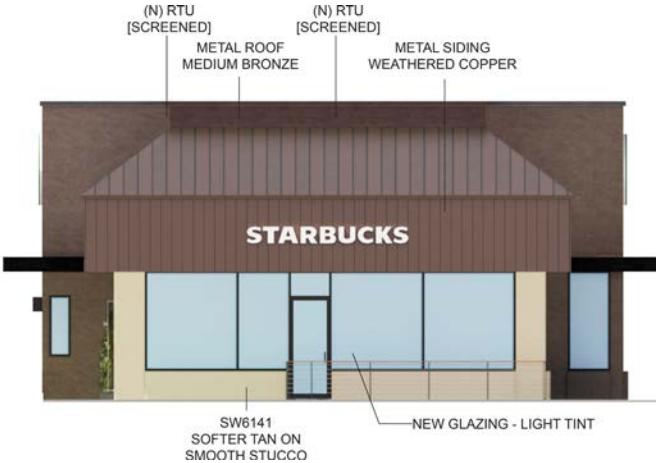 (N) RTU
[SCREENED]
METAL ROOF
MEDIUM BRONZE
(N) RTU
[SCREENED]
METAL SIDING
WEATHERED COPPER
STARBUCKS
SW6141
SOFTER TAN ON
SMOOTH STUCCO
NEW GLAZING - LIGHT TINT